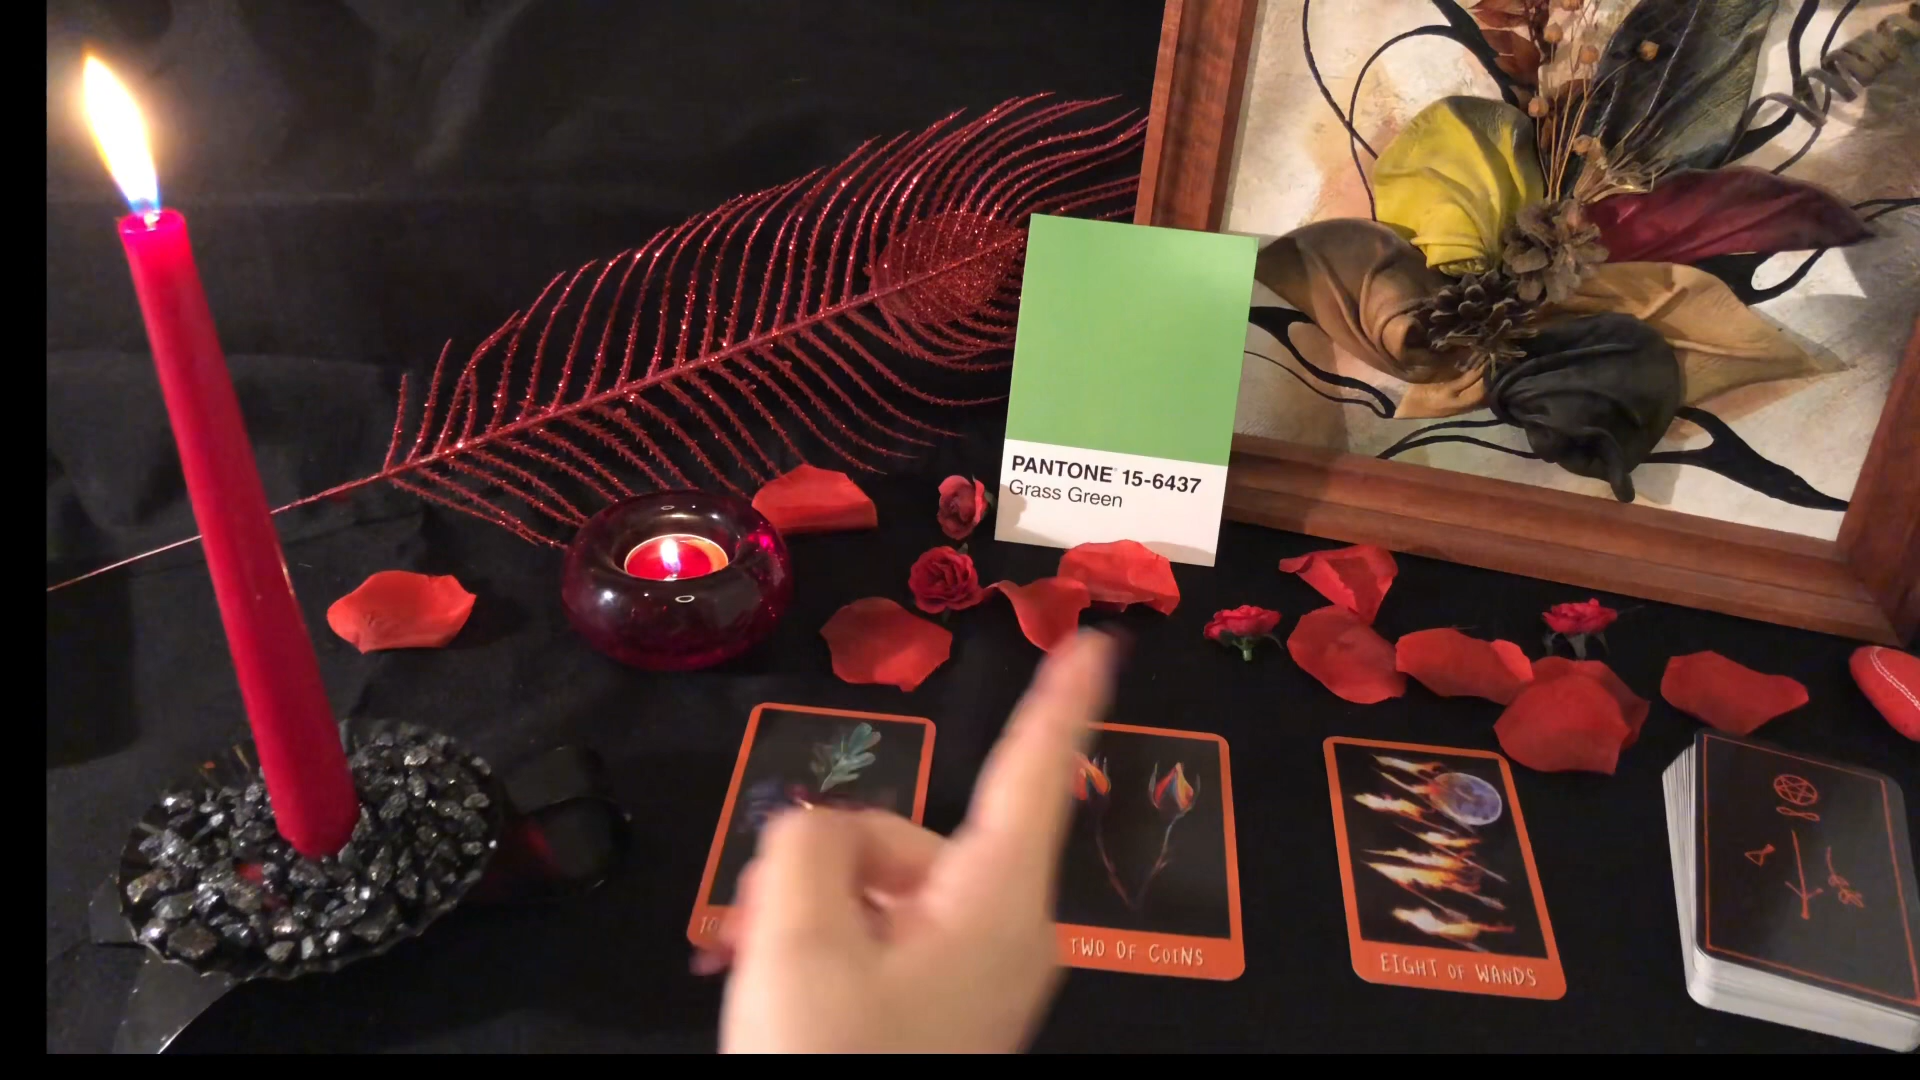 PANTONE® 15-6437
Grass Green
TWO OF COINS
EIGHT OF WANDS